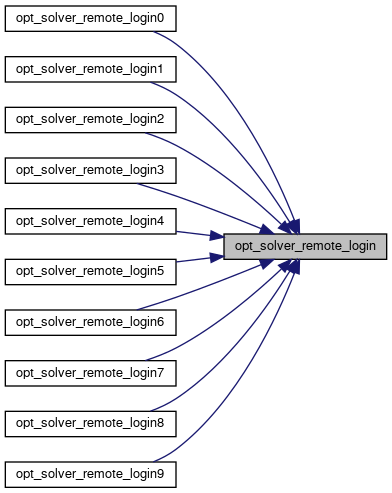 opt_solver_remote_login0
opt_solver_remote_login1
opt_solver_remote_login2
opt_solver_remote_login3
opt_solver_remote_login4
opt_solver_remote_login
opt_solver_remote_login5
opt_solver_remote_login6
opt_solver_remote_login7
opt_solver_remote_login8
opt_solver_remote_login9